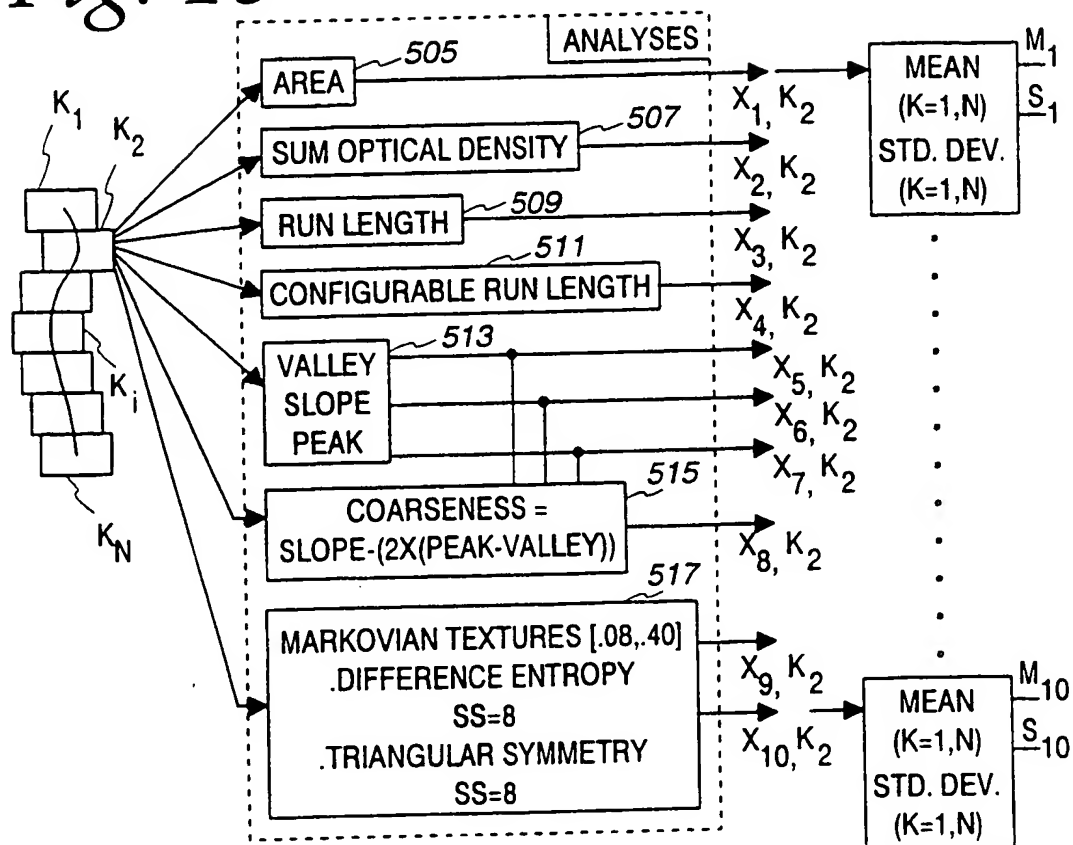 ANALYSES
505
AREA
X1, K2
507
SUM OPTICAL DENSITY
X2, K2
509
RUN LENGTH
X3, K2
511
CONFIGURABLE RUN LENGTH
X4, K2
513
VALLEY
SLOPE
PEAK
X5, K2
X6, K2
X7, K2
515
COARSENESS =
SLOPE-(2X(PEAK-VALLEY))
X8, K2
517
MARKOVIAN TEXTURES [.08,.40]
.DIFFERENCE ENTROPY
SS=8
.TRIANGULAR SYMMETRY
SS=8
X9, K2
X10, K2
K1
K2
Ki
KN
MEAN
(K=1,N)
STD. DEV.
(K=1,N)
M1
S1
MEAN
(K=1,N)
STD. DEV.
(K=1,N)
M10
S10